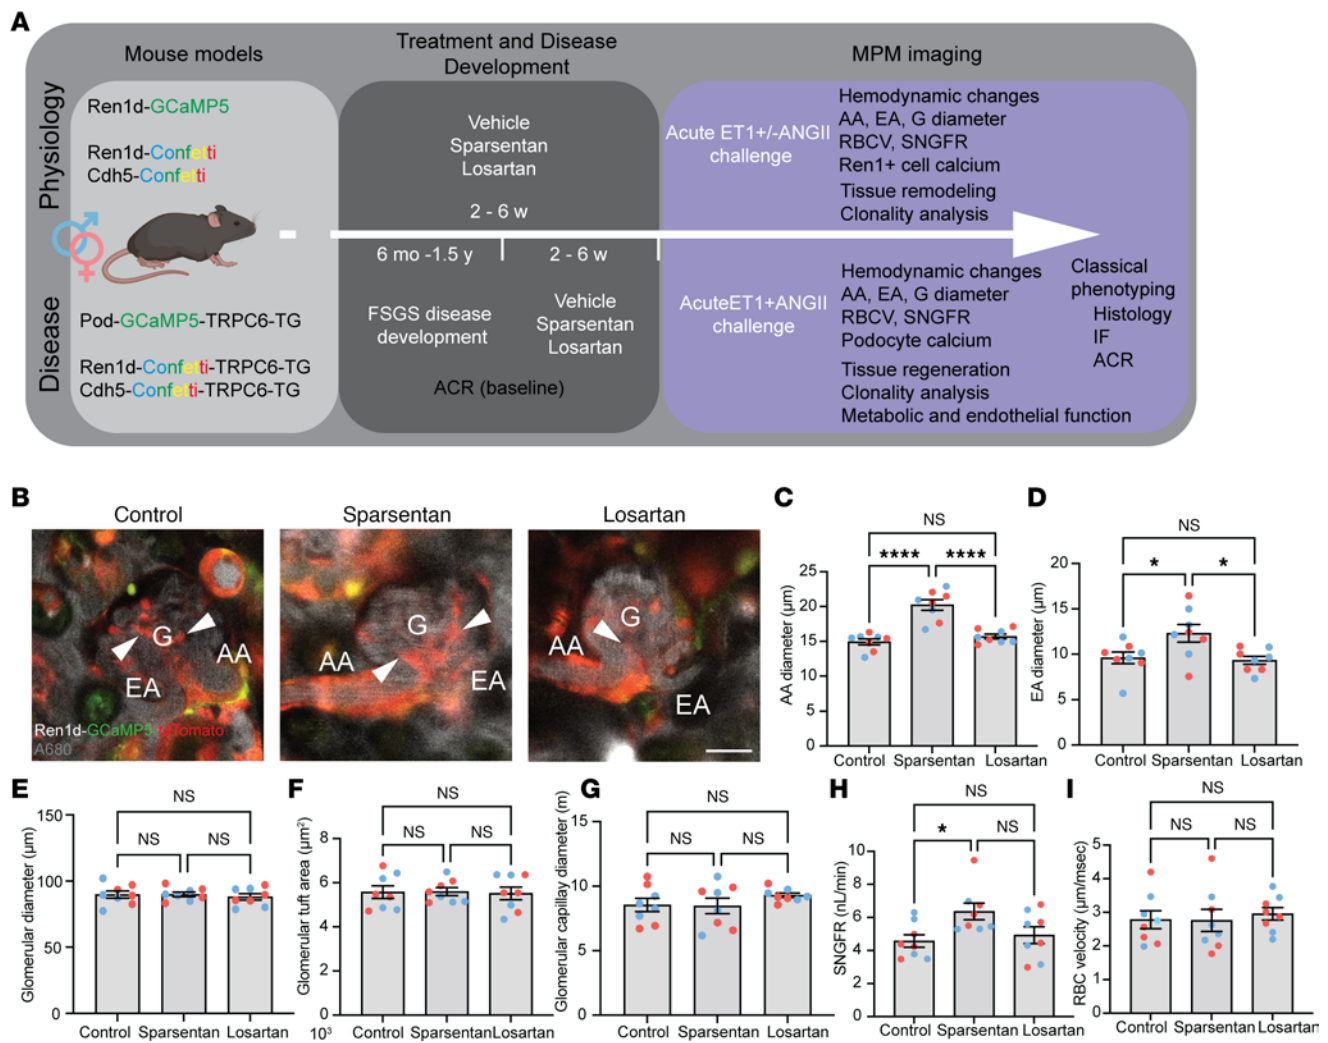 A
Mouse models
Treatment and Disease
Development
MPM imaging
Physiology
Ren1d-GCaMP5
Ren1d-Confetti
Cdh5-Confetti
Vehicle
Sparsentan
Losartan
2 - 6 w
Acute ET1+/-ANGII
challenge
Hemodynamic changes
AA, EA, G diameter
RBCV, SNGFR
Ren1+ cell calcium
Tissue remodeling
Clonality analysis
Disease
Pod-GCaMP5-TRPC6-TG
Ren1d-Confetti-TRPC6-TG
Cdh5-Confetti-TRPC6-TG
6 mo -1.5 y
2 - 6 w
FSGS disease
development
Vehicle
Sparsentan
Losartan
ACR (baseline)
AcuteET1+ANGII
challenge
Hemodynamic changes
AA, EA, G diameter
RBCV, SNGFR
Podocyte calcium
Tissue regeneration
Clonality analysis
Metabolic and endothelial function
Classical
phenotyping
Histology
IF
ACR
B
Control
Sparsentan
Losartan
G
AA
EA
Ren1d-GCaMP5-tdTomato
A680
G
AA
EA
G
AA
EA
C
NS
**** ****
AA diameter (μm)
25
20
15
10
5
0
Control Sparsentan Losartan
D
NS
* *
EA diameter (μm)
20
15
10
5
0
Control Sparsentan Losartan
E
NS
NS NS
Glomerular diameter (μm)
150
100
50
0
Control Sparsentan Losartan
F
NS
NS NS
Glomerular tuft area (μm²)
8
6
4
2
0
10³
Control Sparsentan Losartan
G
NS
NS NS
Glomerular capillay diameter (m)
15
10
5
0
Control Sparsentan Losartan
H
NS
* NS
SNGFR (nL/min)
10
8
6
4
2
0
Control Sparsentan Losartan
I
NS
NS NS
RBC velocity (μm/msec)
5
4
3
2
1
0
Control Sparsentan Losartan